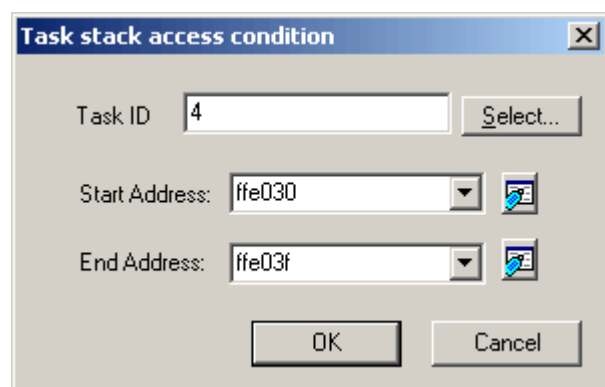 Task stack access condition
Task ID 4 Select...
Start Address: ffe030
End Address: ffe03f
OK Cancel